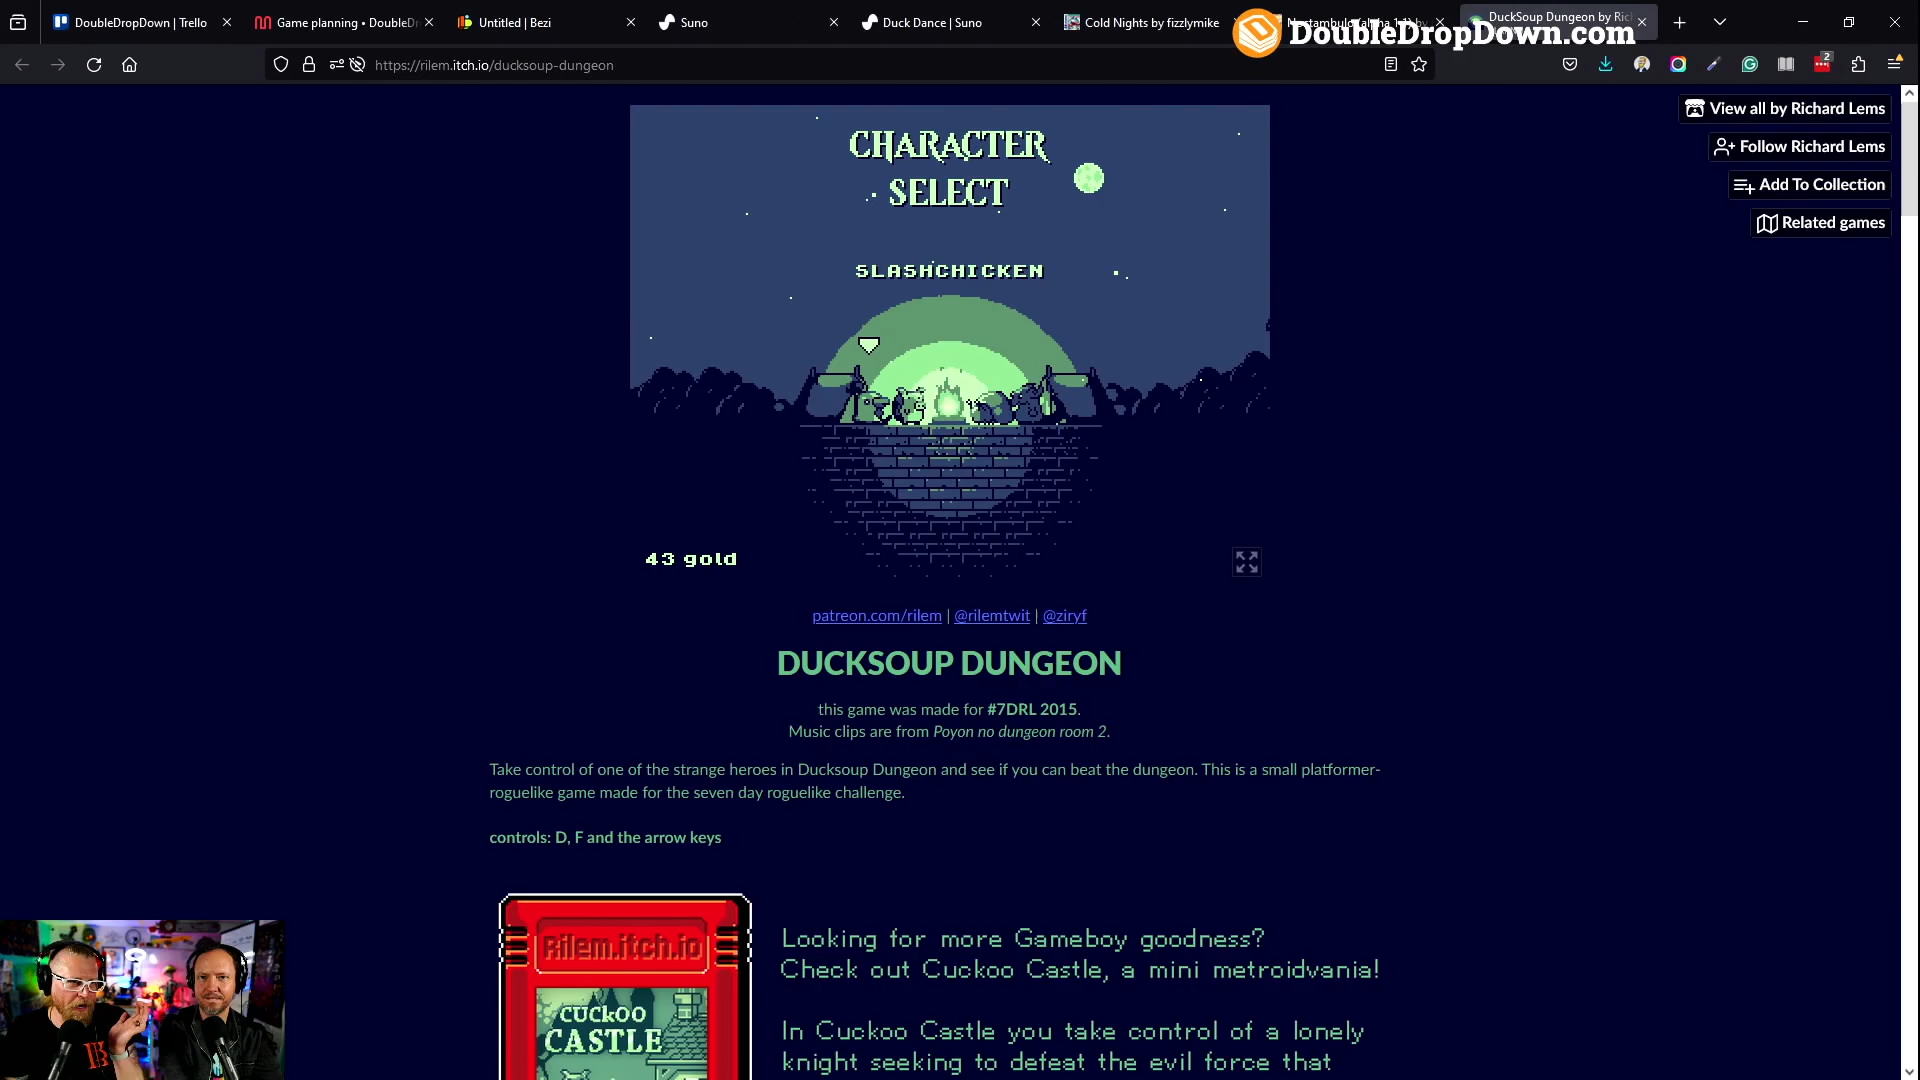 DoubleDropDown | Trello
Game planning • DoubleDr
Untitled | Bezi
Suno
Duck Dance | Suno
Cold Nights by fizzlymike
DuckSoup Dungeon by Ric
DoubleDropDown.com
https://rilem.itch.io/ducksoup-dungeon
2
View all by Richard Lems
Follow Richard Lems
Add To Collection
Related games
CHARACTER
SELECT
SLASHCHICKEN
43 gold
patreon.com/rilem | @rilemtwit | @ziryf
DUCKSOUP DUNGEON
this game was made for #7DRL 2015.
Music clips are from Poyon no dungeon room 2.
Take control of one of the strange heroes in Ducksoup Dungeon and see if you can beat the dungeon. This is a small platformer-
roguelike game made for the seven day roguelike challenge.
controls: D, F and the arrow keys
Rilem.itch.io
CUCKOO
CASTLE
Looking for more Gameboy goodness?
Check out Cuckoo Castle, a mini metroidvania!
In Cuckoo Castle you take control of a lonely
knight seeking to defeat the evil force that